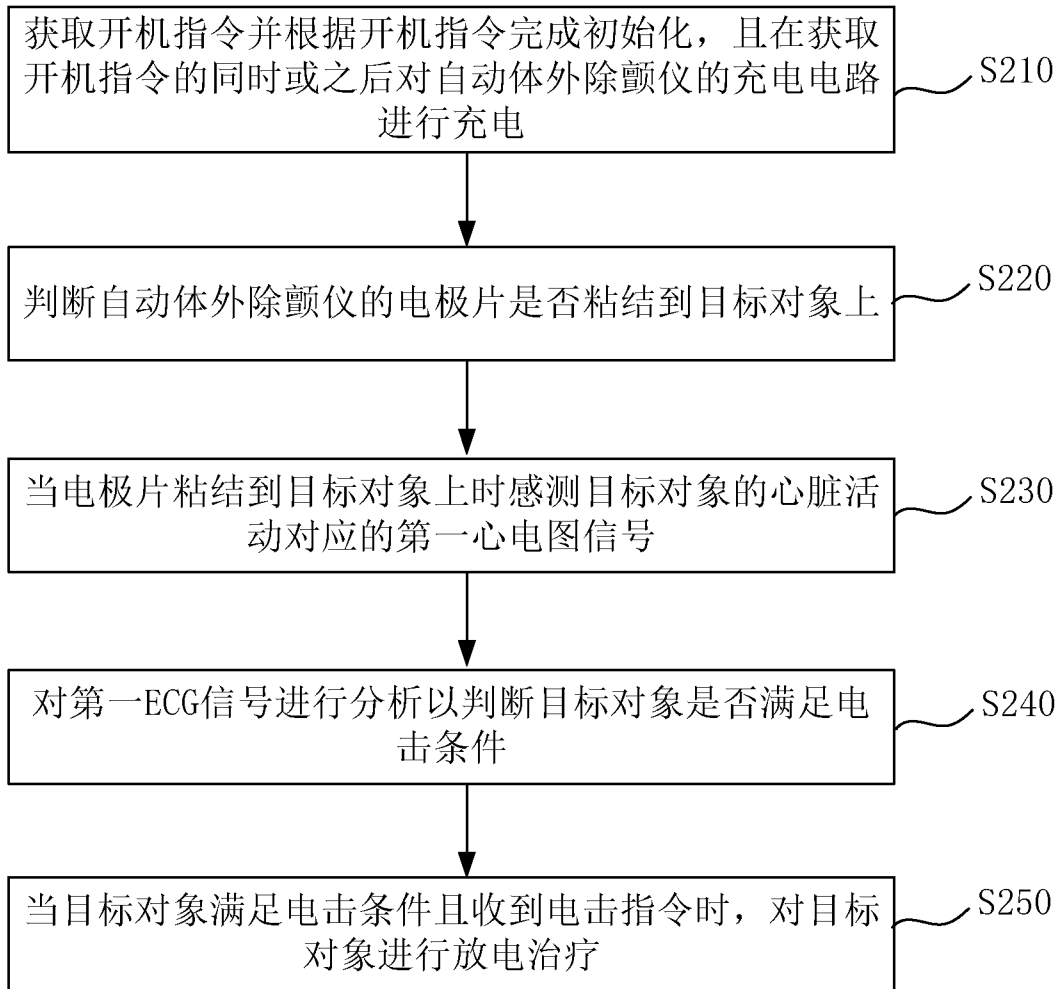 获取开机指令并根据开机指令完成初始化，且在获取
开机指令的同时或之后对自动体外除颤仪的充电电路
进行充电
S210
判断自动体外除颤仪的电极片是否粘结到目标对象上
S220
当电极片粘结到目标对象上时感测目标对象的心脏活
动对应的第一心电图信号
S230
对第一ECG信号进行分析以判断目标对象是否满足电
击条件
S240
当目标对象满足电击条件且收到电击指令时，对目标
对象进行放电治疗
S250